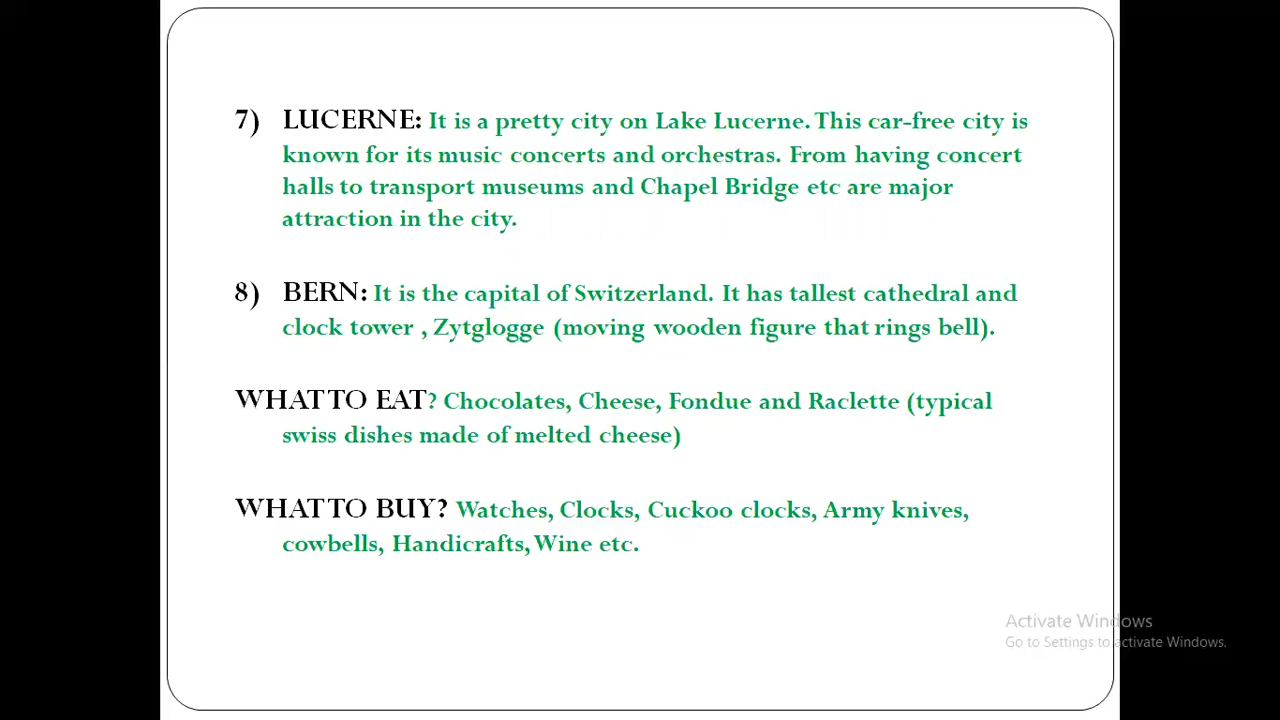 7) LUCERNE: It is a pretty city on Lake Lucerne. This car-free city is
known for its music concerts and orchestras. From having concert
halls to transport museums and Chapel Bridge etc are major
attraction in the city.
8) BERN: It is the capital of Switzerland. It has tallest cathedral and
clock tower , Zytglogge (moving wooden figure that rings bell).
WHAT TO EAT? Chocolates, Cheese, Fondue and Raclette (typical
swiss dishes made of melted cheese)
WHAT TO BUY? Watches, Clocks, Cuckoo clocks, Army knives,
cowbells, Handicrafts, Wine etc.
Activate Windows
Go to Settings to activate Windows.